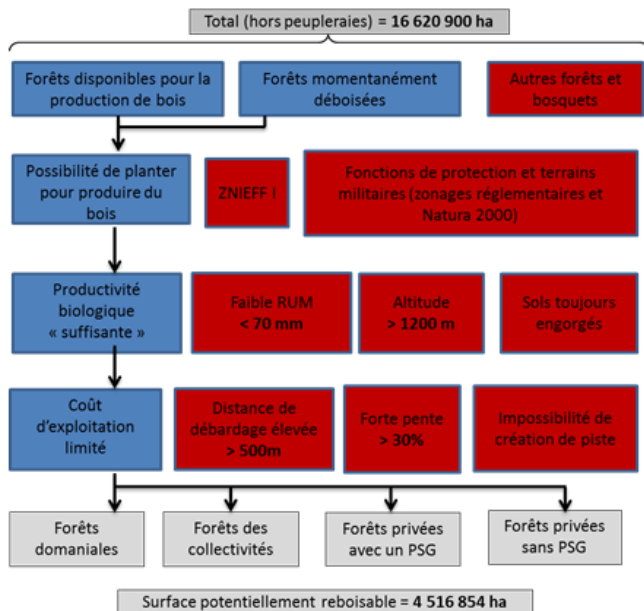 Total (hors peupleraies) = 16 620 900 ha
Forêts disponibles pour la
production de bois
Forêts momentanément
déboisées
Autres forêts et
bosquets
Possibilité de planter
pour produire du
bois
ZNIEFF I
Fonctions de protection et terrains
militaires (zonages réglementaires et
Natura 2000)
Productivité
biologique
« suffisante »
Faible RUM
< 70 mm
Altitude
> 1200 m
Sols toujours
engorgés
Coût
d'exploitation
limité
Distance de
débardage élevée
> 500m
Forte pente
> 30%
Impossibilité de
création de piste
Forêts
domaniales
Forêts des
collectivités
Forêts privées
avec un PSG
Forêts privées
sans PSG
Surface potentiellement reboisable = 4 516 854 ha